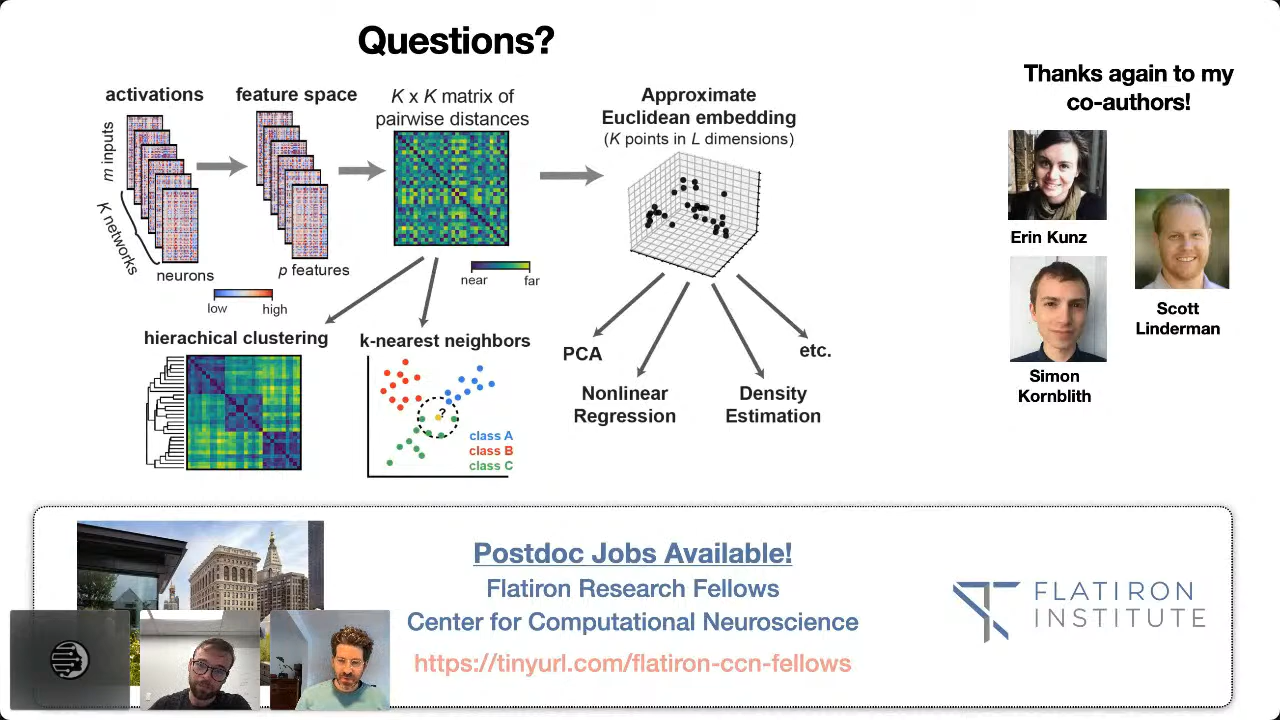 Questions?
activations
feature space
K x K matrix of
pairwise distances
Approximate
Euclidean embedding
(K points in L dimensions)
m inputs
K networks
neurons
p features
low
high
near
far
hierachical clustering
k-nearest neighbors
?
class A
class B
class C
PCA
Nonlinear
Regression
Density
Estimation
etc.
Thanks again to my
co-authors!
Erin Kunz
Scott
Linderman
Simon
Kornblith
Postdoc Jobs Available!
Flatiron Research Fellows
Center for Computational Neuroscience
https://tinyurl.com/flatiron-ccn-fellows
FLATIRON
INSTITUTE